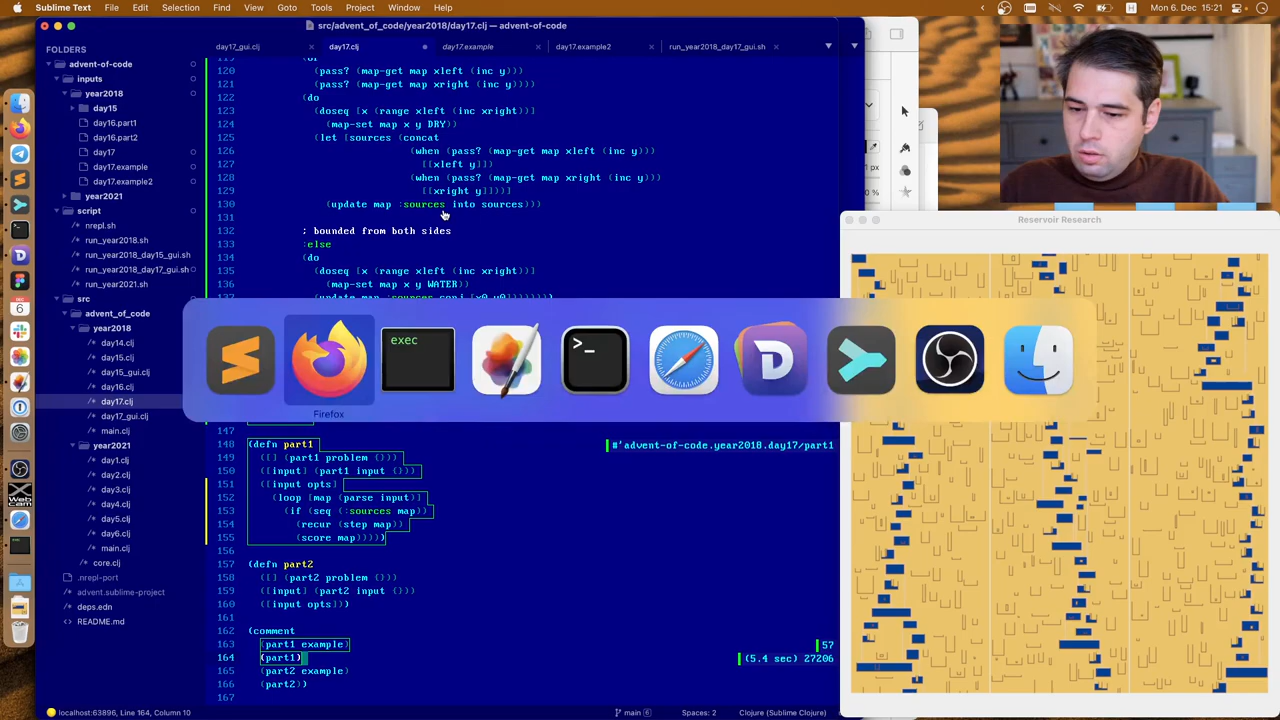 Sublime Text File Edit Selection Find View Goto Tools Project Window Help
Mon 6. Dec 15:21
src/advent_of_code/year2018/day17.clj — advent-of-code
FOLDERS
advent-of-code
inputs
year2018
day15
day16.part1
day16.part2
day17
day17.example
day17.example2
year2021
script
nrepl.sh
run_year2018.sh
run_year2018_day15_gui.sh
run_year2018_day17_gui.sh
run_year2021.sh
src
advent_of_code
year2018
day14.clj
day15.clj
day15_gui.clj
day16.clj
day17.clj
day17_gui.clj
main.clj
year2021
day1.clj
day2.clj
day3.clj
day4.clj
day5.clj
day6.clj
main.clj
core.clj
.nrepl-port
advent.sublime-project
deps.edn
README.md
day17_gui.clj
day17.clj
day17.example
day17.example2
run_year2018_day17_gui.sh
120 (pass? (map-get map xleft (inc y)))
121 (pass? (map-get map xright (inc y))))
122 (do
123 (doseq [x (range xleft (inc xright))]
124 (map-set map x y DRY))
125 (let [sources (concat
126 (when (pass? (map-get map xleft (inc y)))
127 [[xleft y]])
128 (when (pass? (map-get map xright (inc y)))
129 [[xright y]]))]
130 (update map :sources into sources)))
131
132 ; bounded from both sides
133 :else
134 (do
135 (doseq [x (range xleft (inc xright))]
136 (map-set map x y WATER))
137 (update map :sources conj [x0 y0]))))))))
exec
Firefox
147
148 (defn part1
#'advent-of-code.year2018.day17/part1
149 ([] (part1 problem {}))
150 ([input] (part1 input {}))
151 ([input opts]
152 (loop [map (parse input)]
153 (if (seq (:sources map))
154 (recur (step map))
155 (score map)))))
156
157 (defn part2
158 ([] (part2 problem {}))
159 ([input] (part2 input {}))
160 ([input opts]))
161
162 (comment
163 (part1 example)
57
164 (part1)
(5.4 sec) 27206
165 (part2 example)
166 (part2))
167
localhost:63896, Line 164, Column 10
main 6
Spaces: 2
Clojure (Sublime Clojure)
1 px
0 %
Reservoir Research
DEC
6